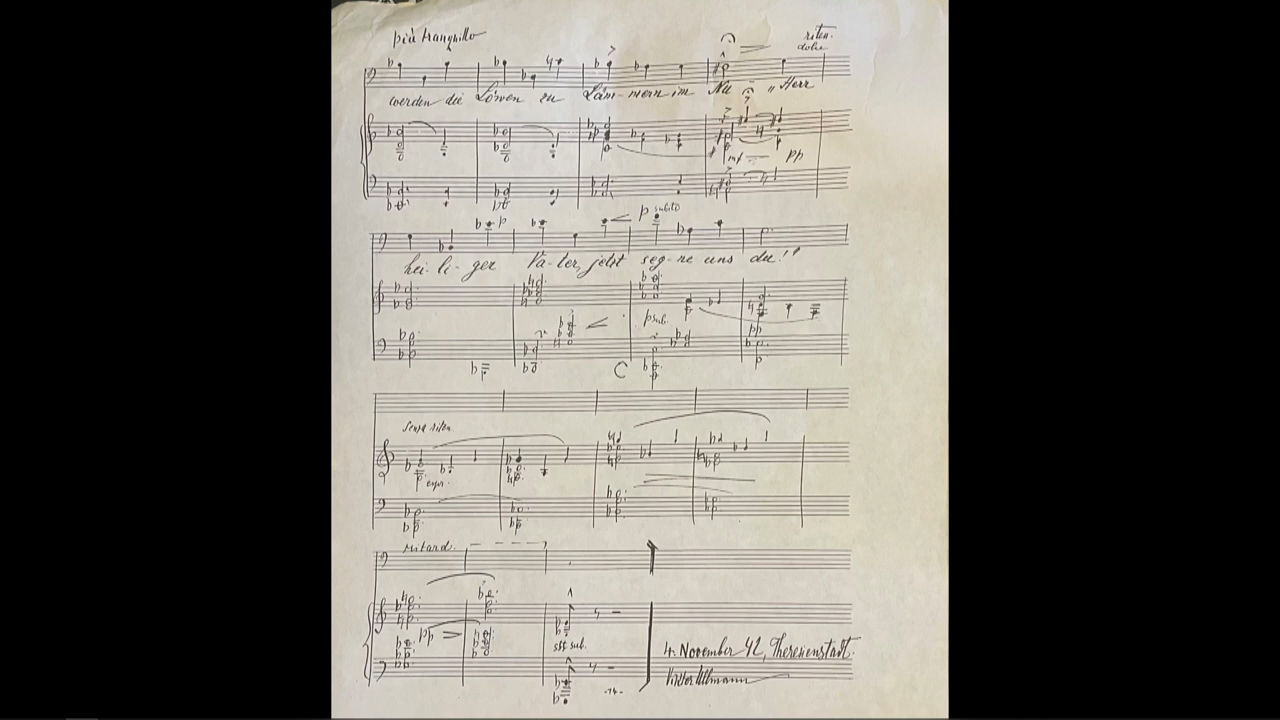 più tranquillo
riten.
dolce
werden die Löwen zu Läm-mern im Nu „Herr
mf pp
p p subito
hei-li-ger Va-ter, jetzt seg-ne uns du!"
p sub. pp
C
senza riten.
p espr.
ritard.
pp
sff sub.
4. November 42, Theresienstadt.
Viktor Ullmann
-14-